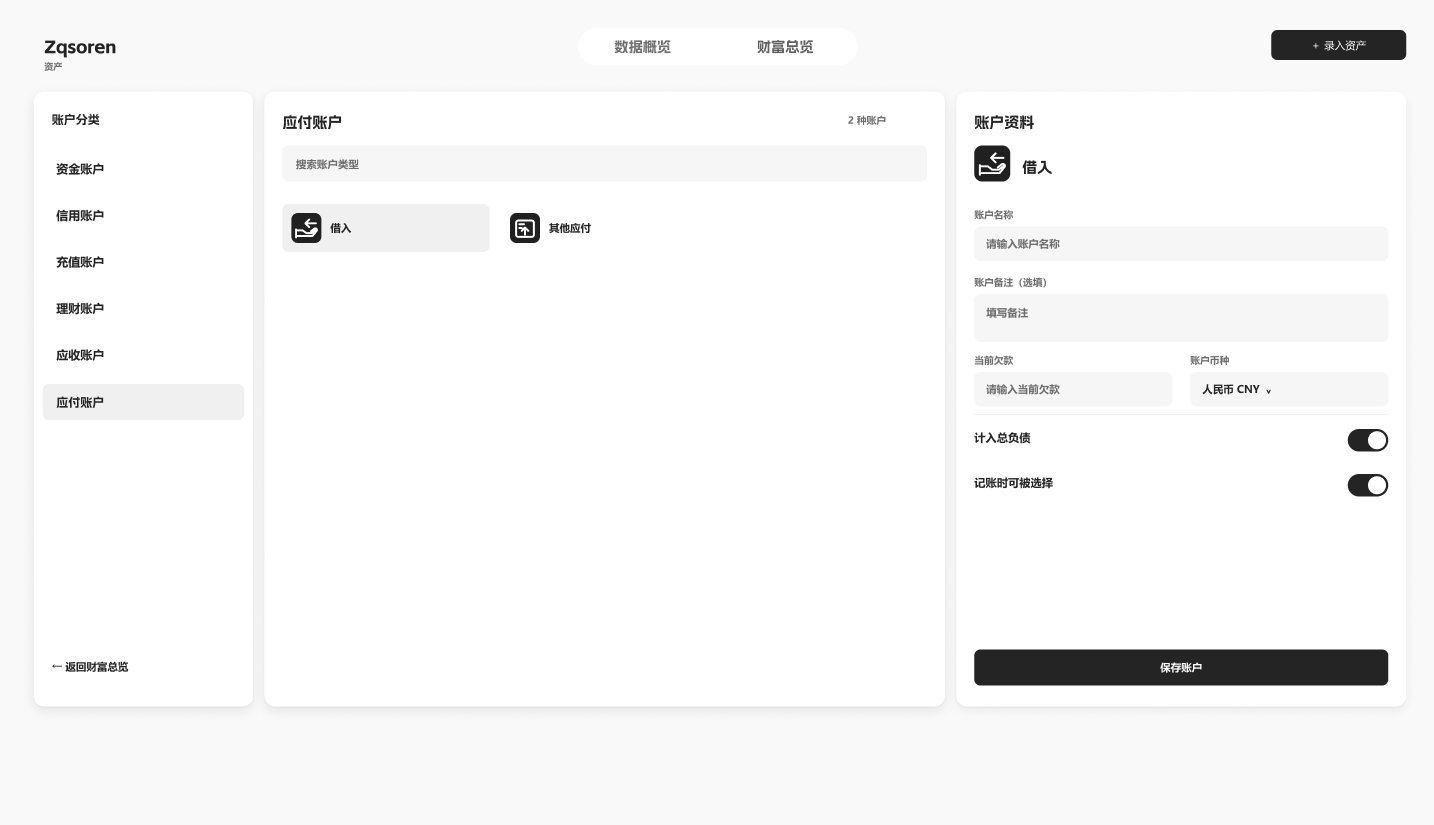 Zqsoren
资产
数据概览
财富总览
+ 录入资产
账户分类
资金账户
信用账户
充值账户
理财账户
应收账户
应付账户
← 返回财富总览
应付账户
2 种账户
搜索账户类型
借入
其他应付
账户资料
借入
账户名称
请输入账户名称
账户备注（选填）
填写备注
当前欠款
账户币种
请输入当前欠款
人民币 CNY
计入总负债
记账时可被选择
保存账户